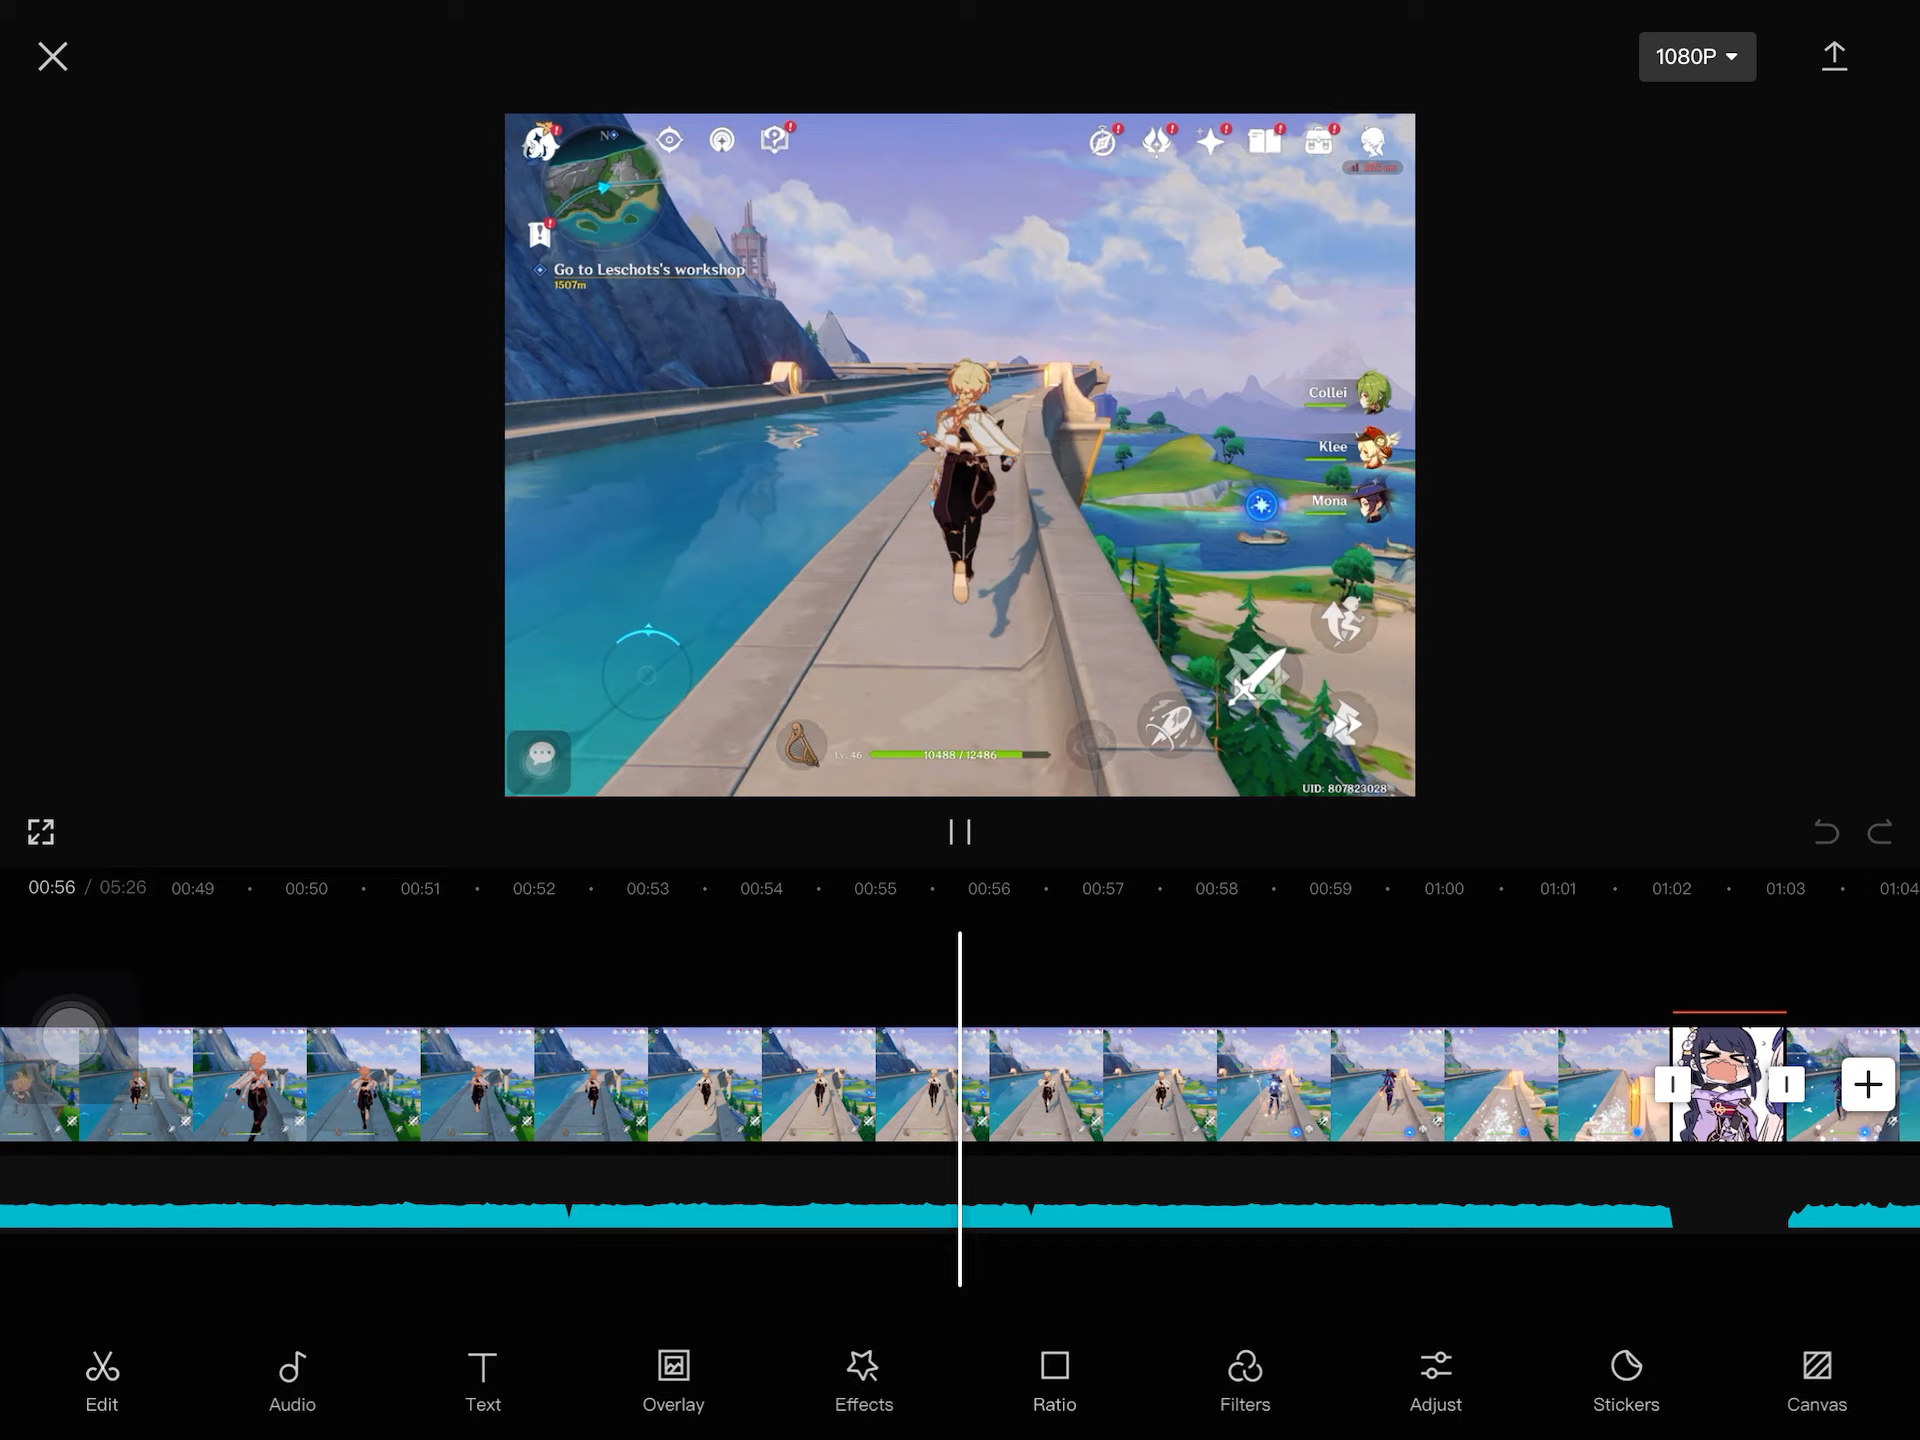 1080P
N
Go to Leschots's workshop
1507m
Collei
Klee
Mona
Lv. 46
10488 / 12486
UID: 807823028
00:56 / 05:26
00:49
00:50
00:51
00:52
00:53
00:54
00:55
00:56
00:57
00:58
00:59
01:00
01:01
01:02
01:03
01:04
Edit
Audio
Text
Overlay
Effects
Ratio
Filters
Adjust
Stickers
Canvas